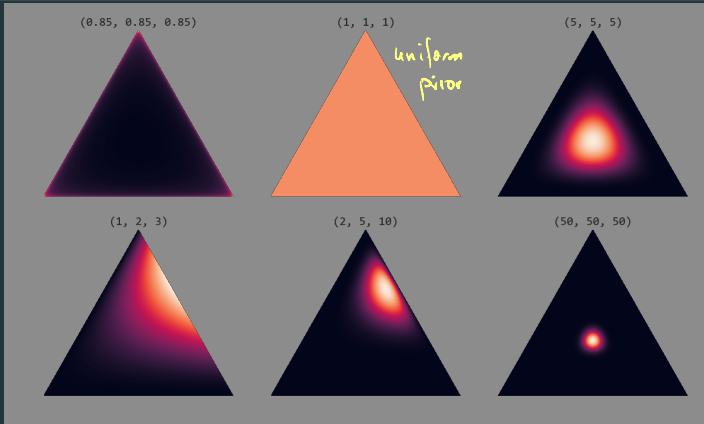 (0.85, 0.85, 0.85)
(1, 1, 1)
(5, 5, 5)
uniform
prior
(1, 2, 3)
(2, 5, 10)
(50, 50, 50)